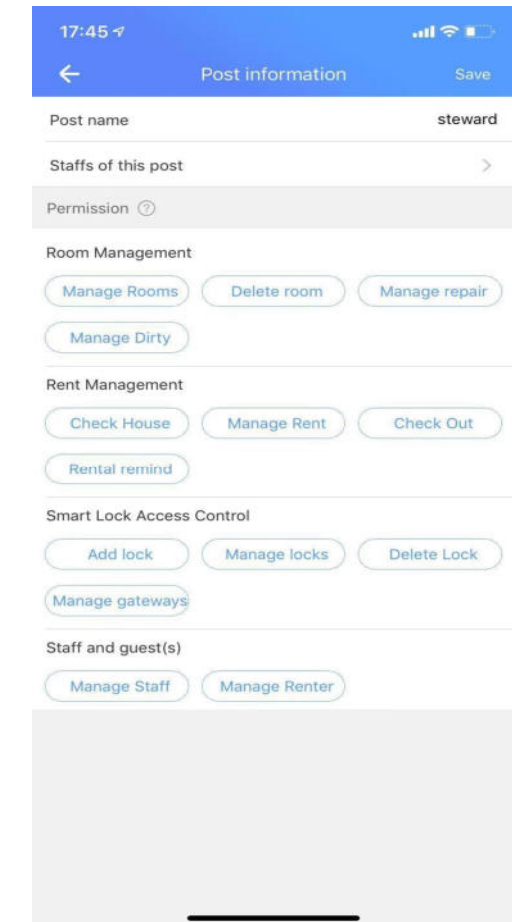 17:45
Post information Save
Post name steward
Staffs of this post
Permission ?
Room Management
Manage Rooms Delete room Manage repair
Manage Dirty
Rent Management
Check House Manage Rent Check Out
Rental remind
Smart Lock Access Control
Add lock Manage locks Delete Lock
Manage gateways
Staff and guest(s)
Manage Staff Manage Renter